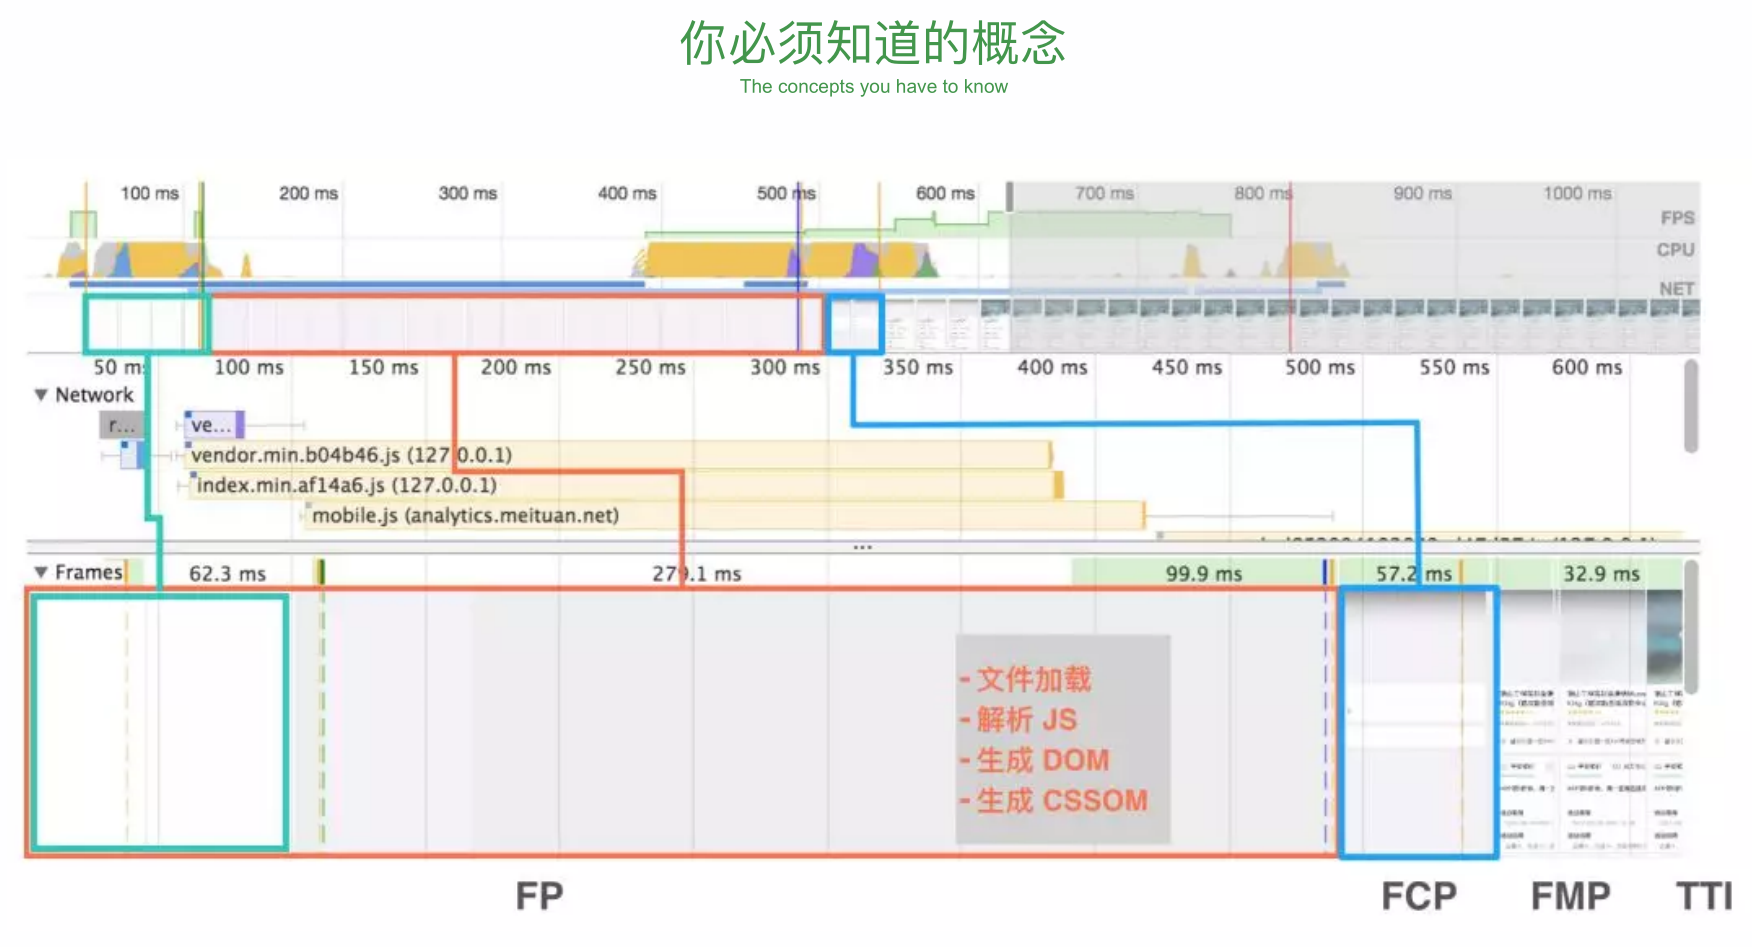 你必须知道的概念
The concepts you have to know
100 ms 200 ms 300 ms 400 ms 500 ms 600 ms 700 ms 800 ms 900 ms 1000 ms
FPS
CPU
NET
50 ms 100 ms 150 ms 200 ms 250 ms 300 ms 350 ms 400 ms 450 ms 500 ms 550 ms 600 ms
▼ Network
r... ve...
vendor.min.b04b46.js (127.0.0.1)
index.min.af14a6.js (127.0.0.1)
mobile.js (analytics.meituan.net)
...
▼ Frames 62.3 ms 279.1 ms 99.9 ms 57.2 ms 32.9 ms
- 文件加载
- 解析 JS
- 生成 DOM
- 生成 CSSOM
FP FCP FMP TTI